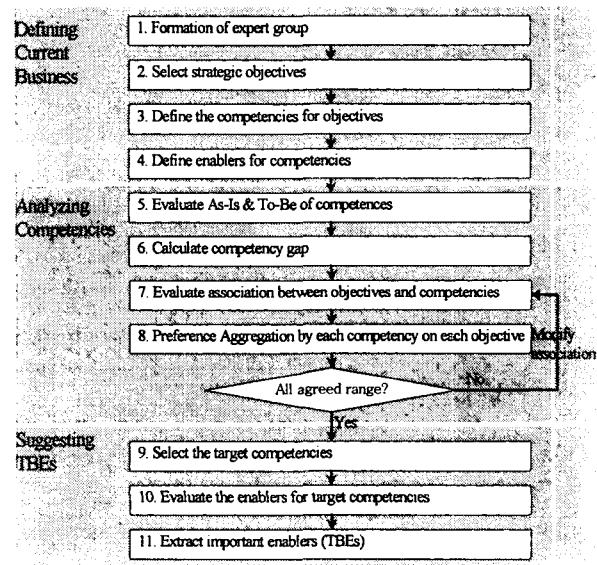 Defining
Current
Business
1. Formation of expert group
2. Select strategic objectives
3. Define the competencies for objectives
4. Define enablers for competencies
Analyzing
Competencies
5. Evaluate As-Is & To-Be of competences
6. Calculate competency gap
7. Evaluate association between objectives and competencies
8. Preference Aggregation by each competency on each objective
Modify
association
All agreed range?
No
Yes
Suggesting
TBEs
9. Select the target competencies
10. Evaluate the enablers for target competencies
11. Extract important enablers (TBEs)